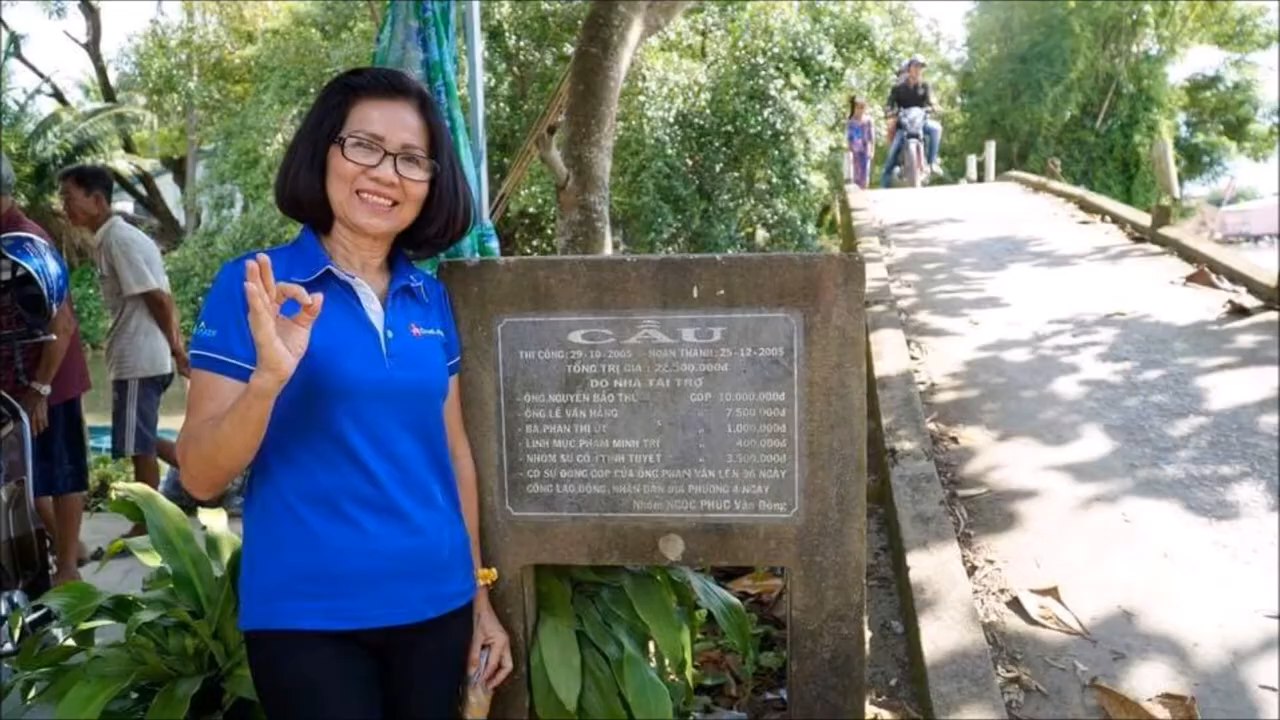 CẦU
THI CÔNG: 29-10-2005 - HOÀN THÀNH: 25-12-2005
TỔNG TRỊ GIÁ : 22.500.000đ
DO NHÀ TÀI TRỢ
- ÔNG NGUYỄN BẢO THƯ GÓP 10.000.000đ
- ÔNG LÊ VĂN HẰNG " 7.500.000đ
- BÀ PHAN THỊ ÚT " 1.000.000đ
- LINH MỤC PHẠM MINH TRÍ " 400.000đ
- NHÓM SƯ CÔ TỊNH TUYẾT " 3.500.000đ
- CÓ SỰ ĐÓNG GÓP CỦA ÔNG PHẠM VĂN LÊN 36 NGÀY
CÔNG LAO ĐỘNG, NHÂN DÂN ĐỊA PHƯƠNG 4 NGÀY
Nhóm NGỌC PHÚC Vân Đồng